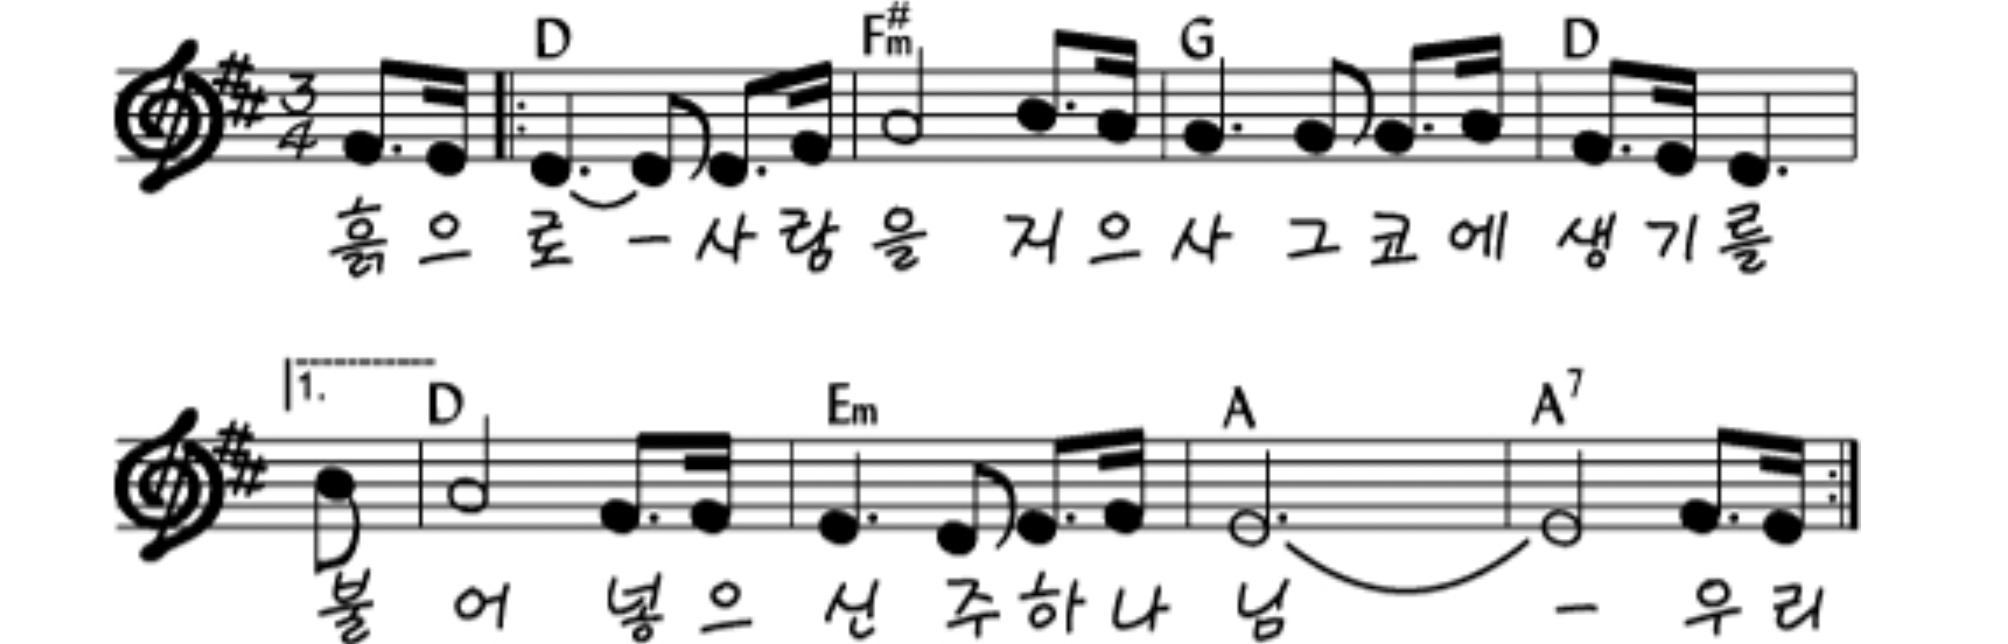 D F#m G D
3
4
흙 으 로 - 사 람 을 지 으 사 그 코 에 생 기 를
1.
D Em A A7
불 어 넣 으 신 주 하 나 님 - 우 리